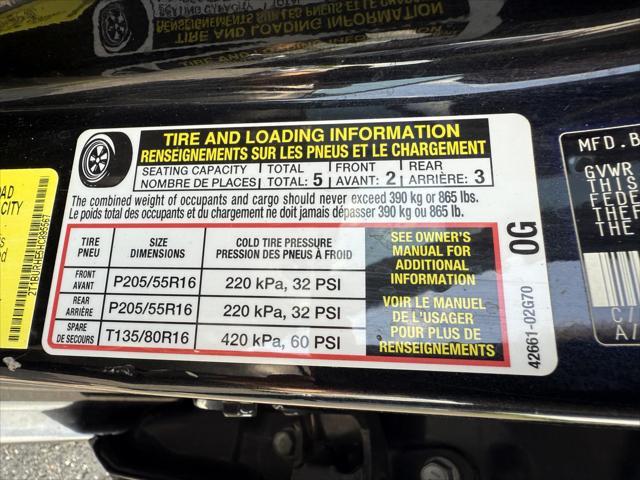 RENSEIGNEMENTS SUR LES PNEUS ET LE CHARGEMENT
TIRE AND LOADING INFORMATION
TIRE AND LOADING INFORMATION
RENSEIGNEMENTS SUR LES PNEUS ET LE CHARGEMENT
SEATING CAPACITY TOTAL FRONT REAR
NOMBRE DE PLACES TOTAL: 5 AVANT: 2 ARRIÈRE: 3
The combined weight of occupants and cargo should never exceed 390 kg or 865 lbs.
Le poids total des occupants et du chargement ne doit jamais dépasser 390 kg ou 865 lb.
TIRE
PNEU
SIZE
DIMENSIONS
COLD TIRE PRESSURE
PRESSION DES PNEUS À FROID
FRONT
AVANT
P205/55R16
220 kPa, 32 PSI
REAR
ARRIÈRE
P205/55R16
220 kPa, 32 PSI
SPARE
DE SECOURS
T135/80R16
420 kPa, 60 PSI
SEE OWNER'S
MANUAL FOR
ADDITIONAL
INFORMATION
VOIR LE MANUEL
DE L'USAGER
POUR PLUS DE
RENSEIGNEMENTS
0G
42661-02G70
MFD. B
GVWR
THIS
FEDE
THEF
THE
C/
A/